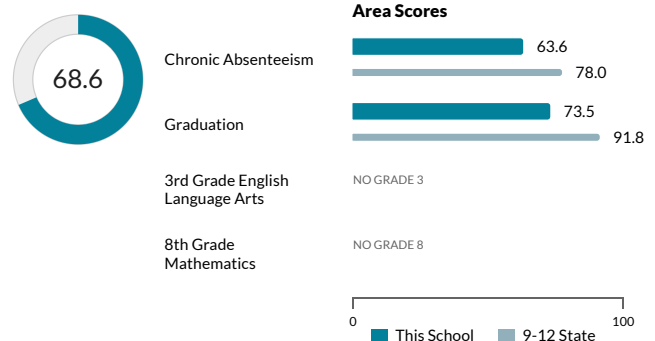 Area Scores
68.6
Chronic Absenteeism
63.6
78.0
Graduation
73.5
91.8
3rd Grade English
Language Arts
NO GRADE 3
8th Grade
Mathematics
NO GRADE 8
0
100
This School
9-12 State